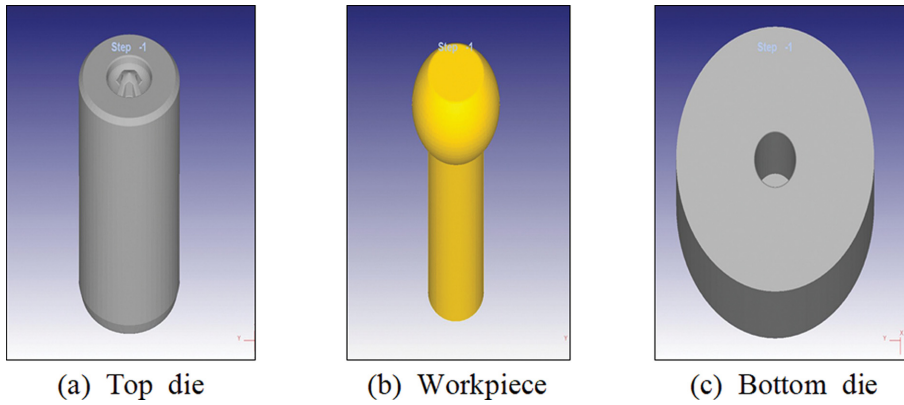 Step -1
Step -1
Step -1
Y
Y
X
Y
(a) Top die
(b) Workpiece
(c) Bottom die